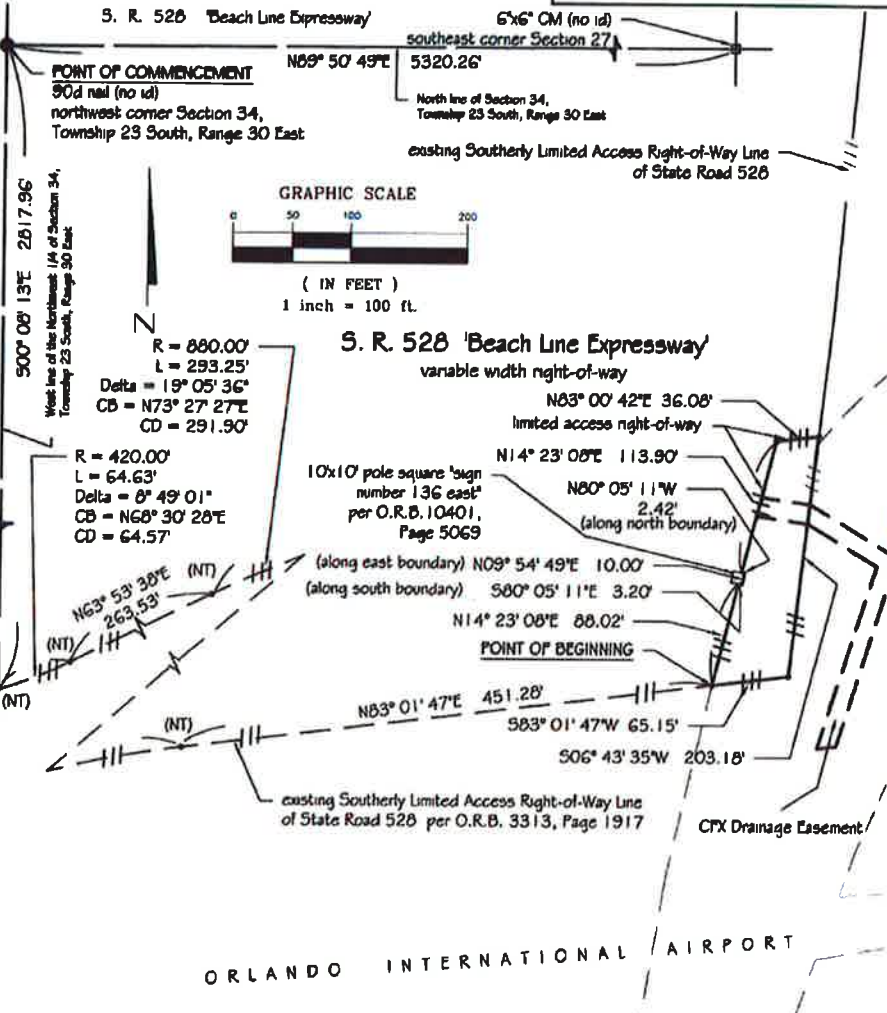 S. R. 528 'Beach Line Expressway'
6"x6" CM (no id)
southeast corner Section 27
N89° 50' 49"E 5320.26'
POINT OF COMMENCEMENT
90d nail (no id)
northwest corner Section 34,
Township 23 South, Range 30 East
North line of Section 34,
Township 23 South, Range 30 East
existing Southerly Limited Access Right-of-Way Line
of State Road 528
S00° 08' 13"E 2817.96'
West line of the Northwest 1/4 of Section 34,
Township 23 South, Range 30 East
GRAPHIC SCALE
0 50 100 200
( IN FEET )
1 inch = 100 ft.
N
S. R. 528 'Beach Line Expressway'
variable width right-of-way
R = 880.00'
L = 293.25'
Delta = 19° 05' 36"
CB = N73° 27' 27"E
CD = 291.90'
R = 420.00'
L = 64.63'
Delta = 8° 49' 01"
CB = N68° 30' 28"E
CD = 64.57'
N83° 00' 42"E 36.08'
limited access right-of-way
N14° 23' 08"E 113.90'
10'x10' pole square "sign
number 136 east"
per O.R.B. 10401,
Page 5069
N80° 05' 11"W
2.42'
(along north boundary)
(along east boundary) N09° 54' 49"E 10.00'
(along south boundary) S80° 05' 11"E 3.20'
N14° 23' 08"E 88.02'
POINT OF BEGINNING
(NT)
N63° 53' 38"E
263.53'
(NT)
(NT)
(NT)
N83° 01' 47"E 451.28'
S83° 01' 47"W 65.15'
S06° 43' 35"W 203.18'
existing Southerly Limited Access Right-of-Way Line
of State Road 528 per O.R.B. 3313, Page 1917
CFX Drainage Easement
ORLANDO INTERNATIONAL AIRPORT